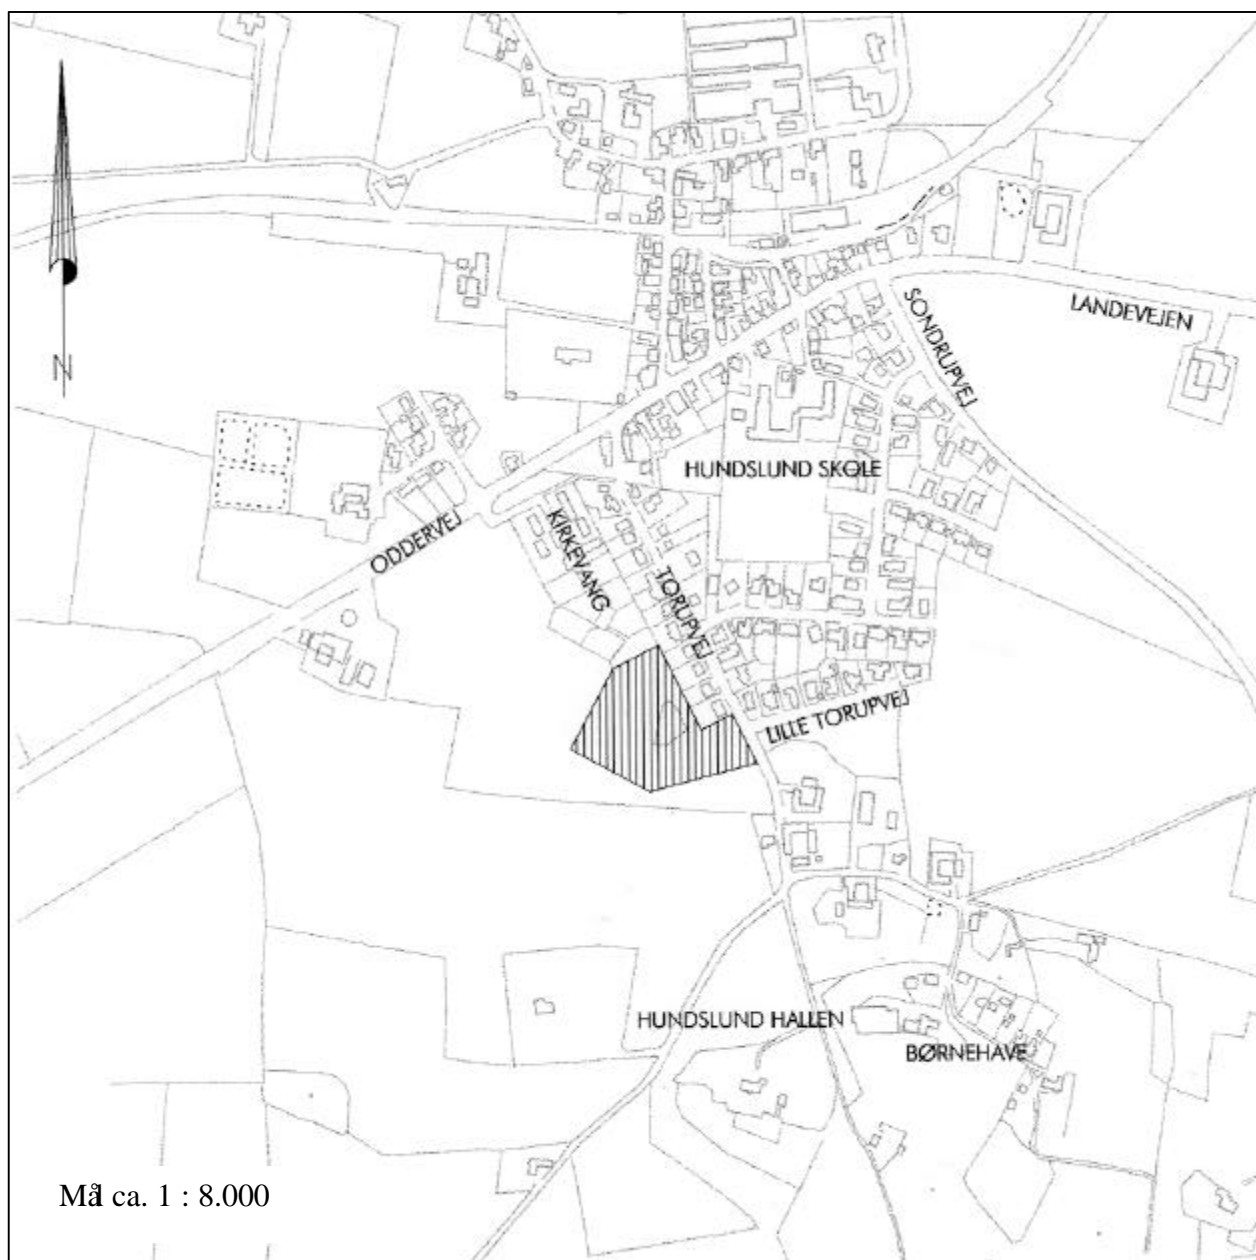 LANDEVEJEN
SONDRUPVEJ
N
HUNDSLUND SKOLE
ODDERVEJ
KIRKEVANG
TORUPVEJ
LILLE TORUPVEJ
HUNDSLUND HALLEN
BØRNEHAVE
Mål ca. 1 : 8.000